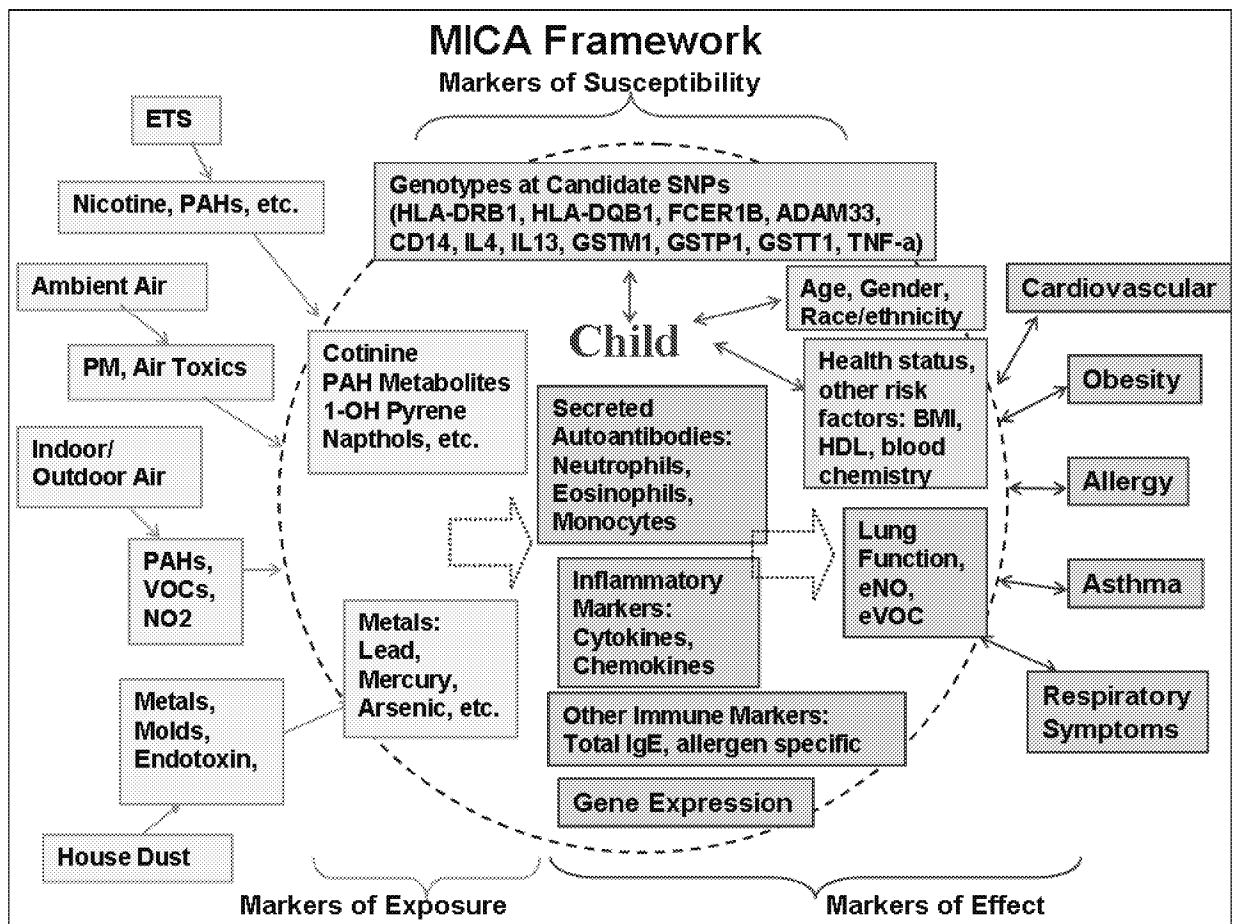 MICA Framework
Markers of Susceptibility
ETS
Nicotine, PAHs, etc.
Genotypes at Candidate SNPs
(HLA-DRB1, HLA-DQB1, FCER1B, ADAM33,
CD14, IL4, IL13, GSTM1, GSTP1, GSTT1, TNF-a)
Ambient Air
PM, Air Toxics
Indoor/
Outdoor Air
PAHs,
VOCs,
NO2
Metals,
Molds,
Endotoxin,
House Dust
Cotinine
PAH Metabolites
1-OH Pyrene
Napthols, etc.
Metals:
Lead,
Mercury,
Arsenic, etc.
Child
Age, Gender,
Race/ethnicity
Health status,
other risk
factors: BMI,
HDL, blood
chemistry
Secreted
Autoantibodies:
Neutrophils,
Eosinophils,
Monocytes
Inflammatory
Markers:
Cytokines,
Chemokines
Other Immune Markers:
Total IgE, allergen specific
Gene Expression
Lung
Function,
eNO,
eVOC
Cardiovascular
Obesity
Allergy
Asthma
Respiratory
Symptoms
Markers of Exposure
Markers of Effect